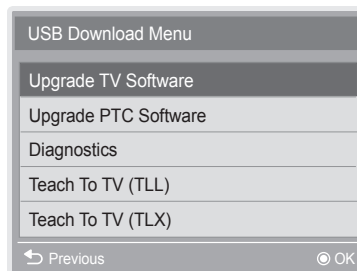 USB Download Menu
Upgrade TV Software
Upgrade PTC Software
Diagnostics
Teach To TV (TLL)
Teach To TV (TLX)
Previous OK